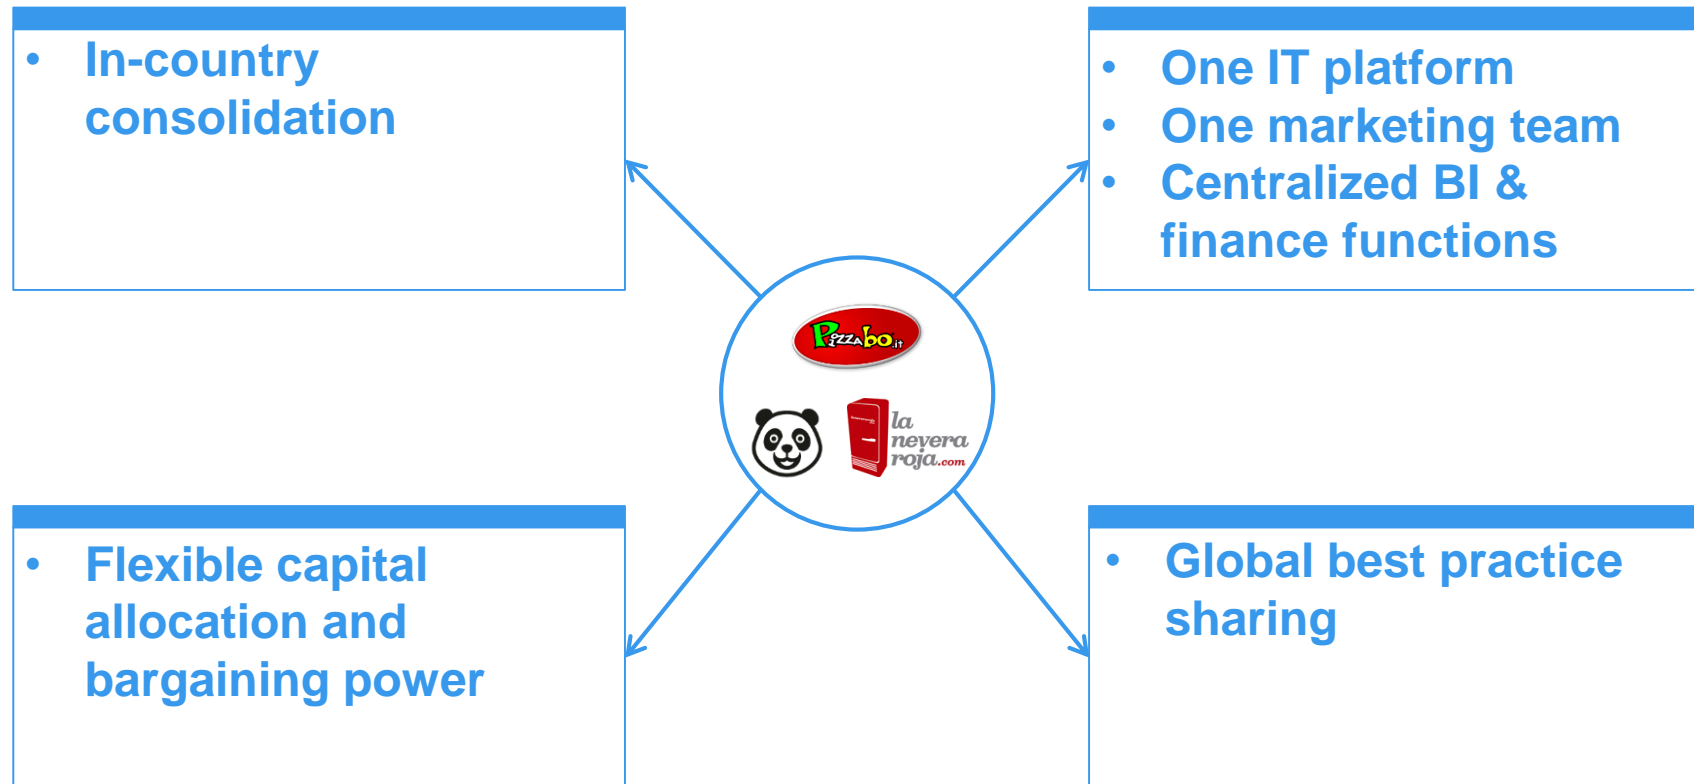 • In-country
consolidation
• One IT platform
• One marketing team
• Centralized BI &
finance functions
Pizzabo.it
la
nevera
roja.com
• Flexible capital
allocation and
bargaining power
• Global best practice
sharing